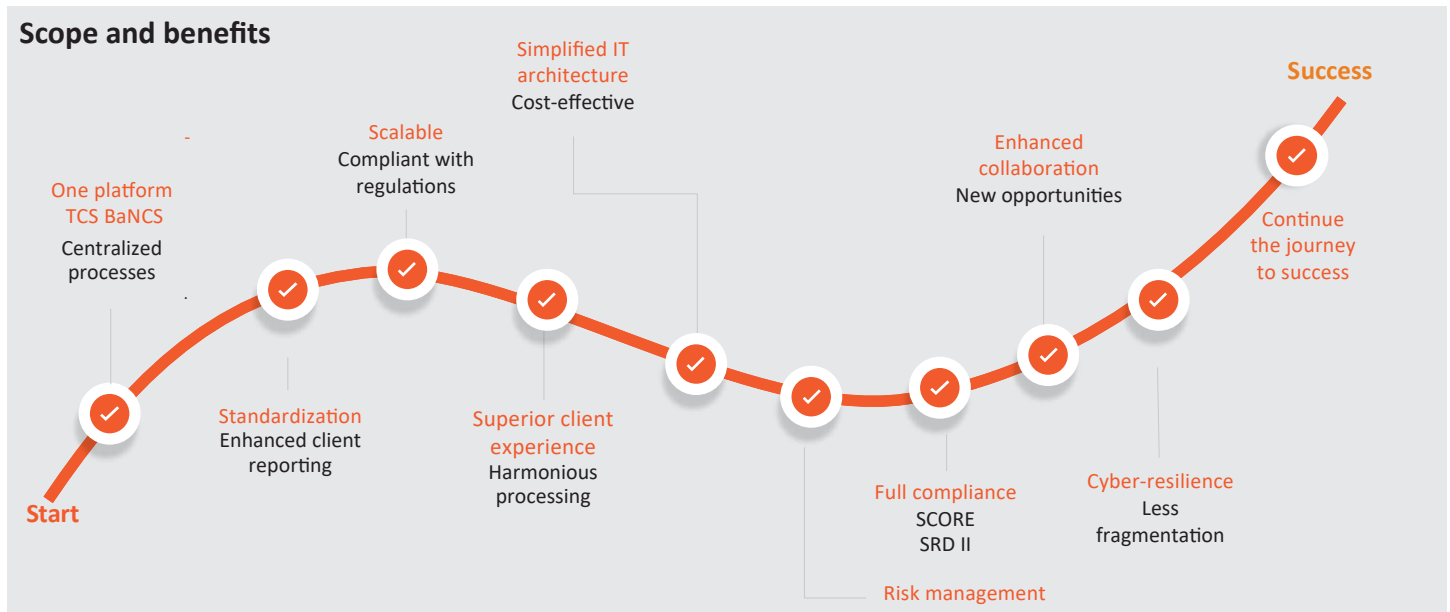 Scope and benefits
Start
One platform
TCS BaNCS
Centralized
processes
Standardization
Enhanced client
reporting
Scalable
Compliant with
regulations
Superior client
experience
Harmonious
processing
Simplified IT
architecture
Cost-effective
Risk management
Full compliance
SCORE
SRD II
Enhanced
collaboration
New opportunities
Cyber-resilience
Less
fragmentation
Continue
the journey
to success
Success